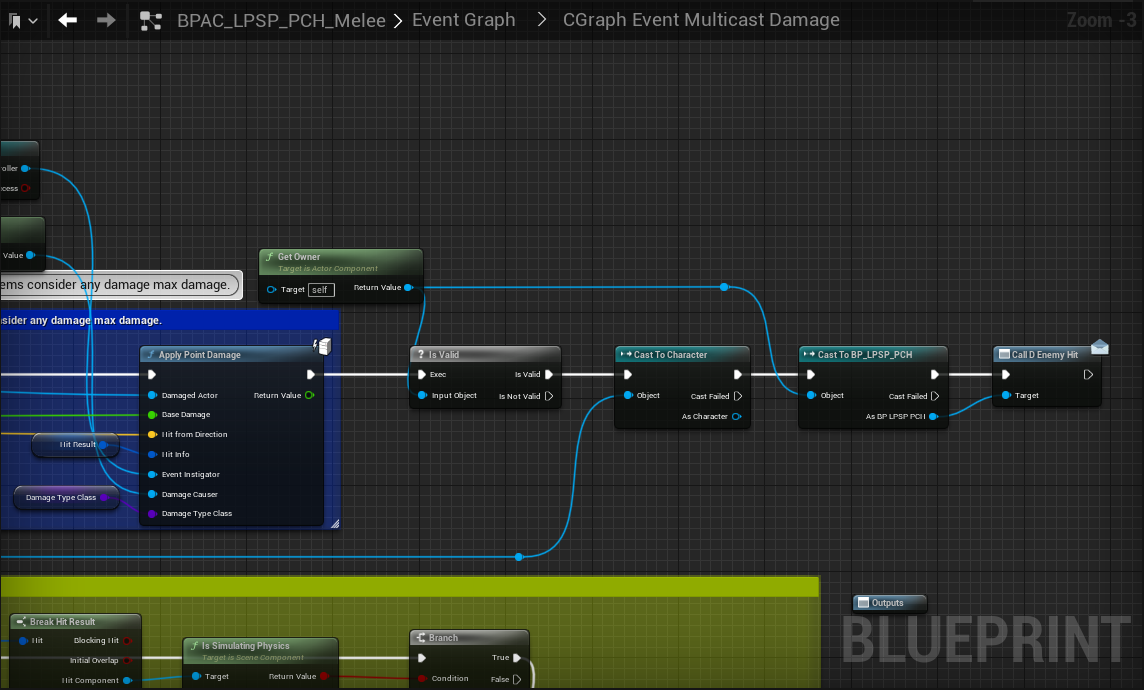 BPAC_LPSP_PCH_Melee > Event Graph > CGraph Event Multicast Damage
Zoom -3
oller
cess
Value
ems consider any damage max damage.
sider any damage max damage.
Get Owner
Target is Actor Component
Target self
Return Value
Apply Point Damage
Damaged Actor
Return Value
Base Damage
Hit from Direction
Hit Info
Event Instigator
Damage Causer
Damage Type Class
Hit Result
Damage Type Class
? Is Valid
Exec
Is Valid
Input Object
Is Not Valid
Cast To Character
Object
Cast Failed
As Character
Cast To BP_LPSP_PCH
Object
Cast Failed
As BP LPSP PCH
Call D Enemy Hit
Target
Break Hit Result
Hit
Blocking Hit
Initial Overlap
Hit Component
Is Simulating Physics
Target is Scene Component
Target
Return Value
Branch
True
Condition
False
Outputs
BLUEPRINT